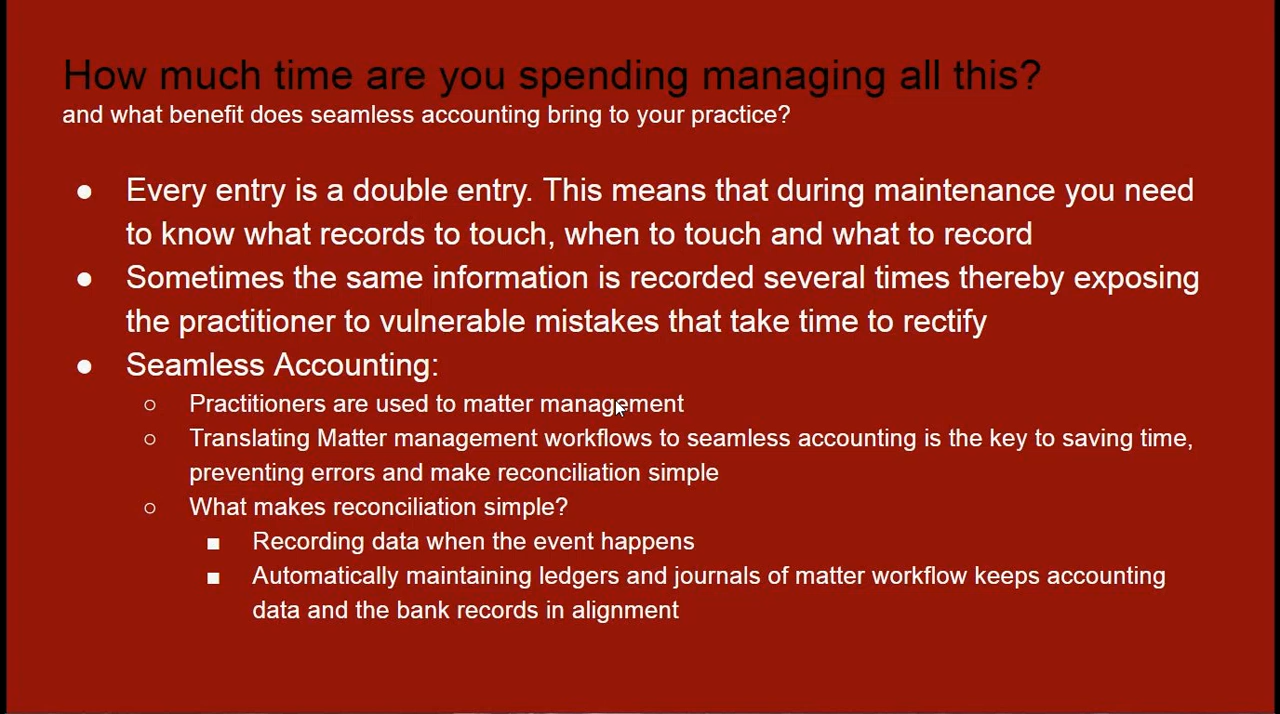 How much time are you spending managing all this?
and what benefit does seamless accounting bring to your practice?
● Every entry is a double entry. This means that during maintenance you need
to know what records to touch, when to touch and what to record
● Sometimes the same information is recorded several times thereby exposing
the practitioner to vulnerable mistakes that take time to rectify
● Seamless Accounting:
○ Practitioners are used to matter management
○ Translating Matter management workflows to seamless accounting is the key to saving time,
preventing errors and make reconciliation simple
○ What makes reconciliation simple?
■ Recording data when the event happens
■ Automatically maintaining ledgers and journals of matter workflow keeps accounting
data and the bank records in alignment